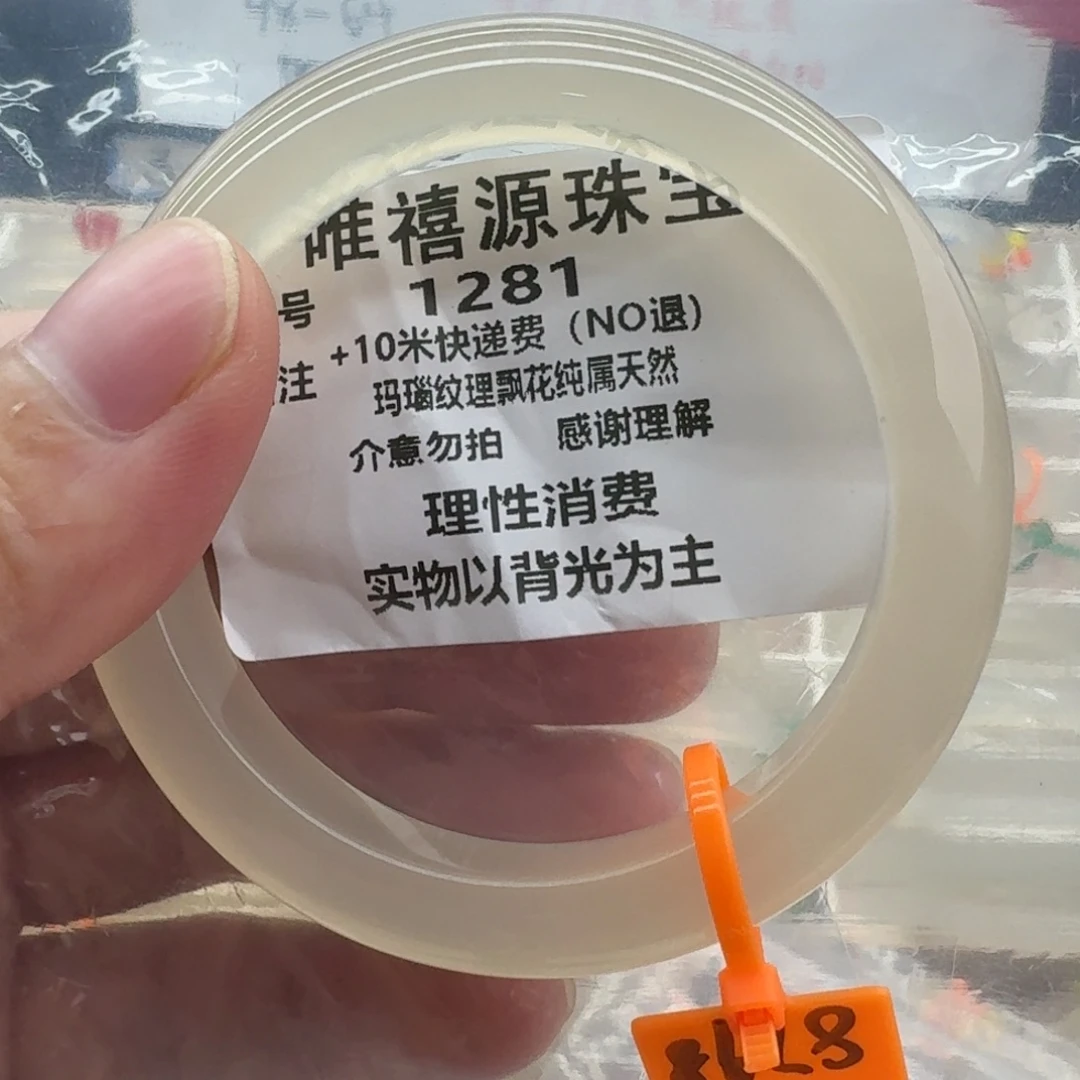 唯禧源珠宝
号 1281
注 +10米快递费（NO退）
玛瑙纹理飘花纯属天然
介意勿拍 感谢理解
理性消费
实物以背光为主